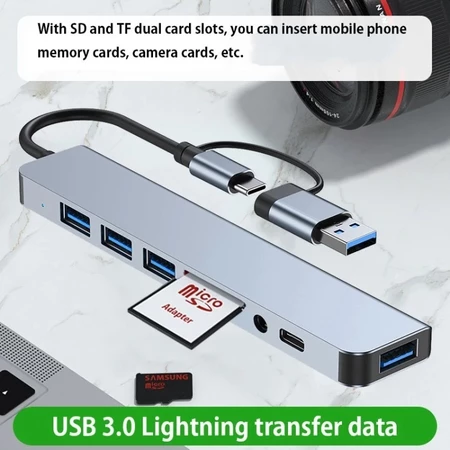 With SD and TF dual card slots, you can insert mobile phone
memory cards, camera cards, etc.
micro
SD
Adapter
SAMSUNG
USB 3.0 Lightning transfer data